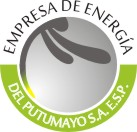 EMPRESA DE ENERGÍA
DEL PUTUMAYO S.A. E.S.P.